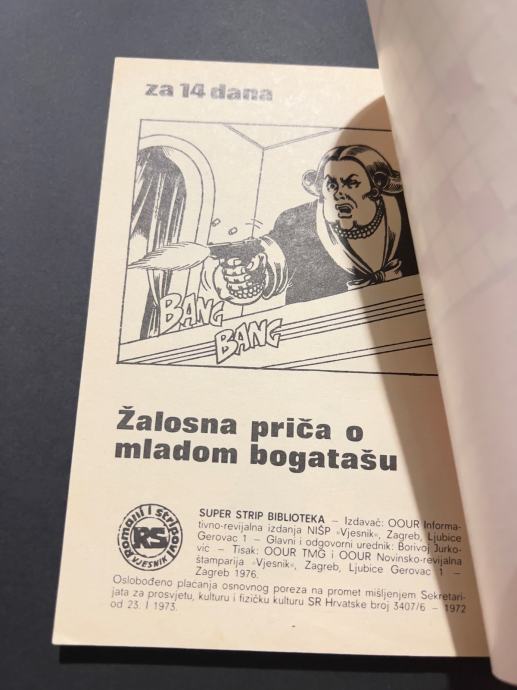 za 14 dana
BANG
BANG
Žalosna priča o
mladom bogatašu
Romani i stripovi
RS
VJESNIK
SUPER STRIP BIBLIOTEKA – Izdavač: OOUR Informa-
tivno-revijalna izdanja NIŠP »Vjesnik«, Zagreb, Ljubice
Gerovac 1 – Glavni i odgovorni urednik: Borivoj Jurko-
vić – Tisak: OOUR TMG i OOUR Novinsko-revijalna
štamparija »Vjesnik«, Zagreb, Ljubice Gerovac 1 –
Zagreb 1976.
Oslobođeno plaćanja osnovnog poreza na promet mišljenjem Sekretari-
jata za prosvjetu, kulturu i fizičku kulturu SR Hrvatske broj 3407/6 – 1972
od 23. I 1973.